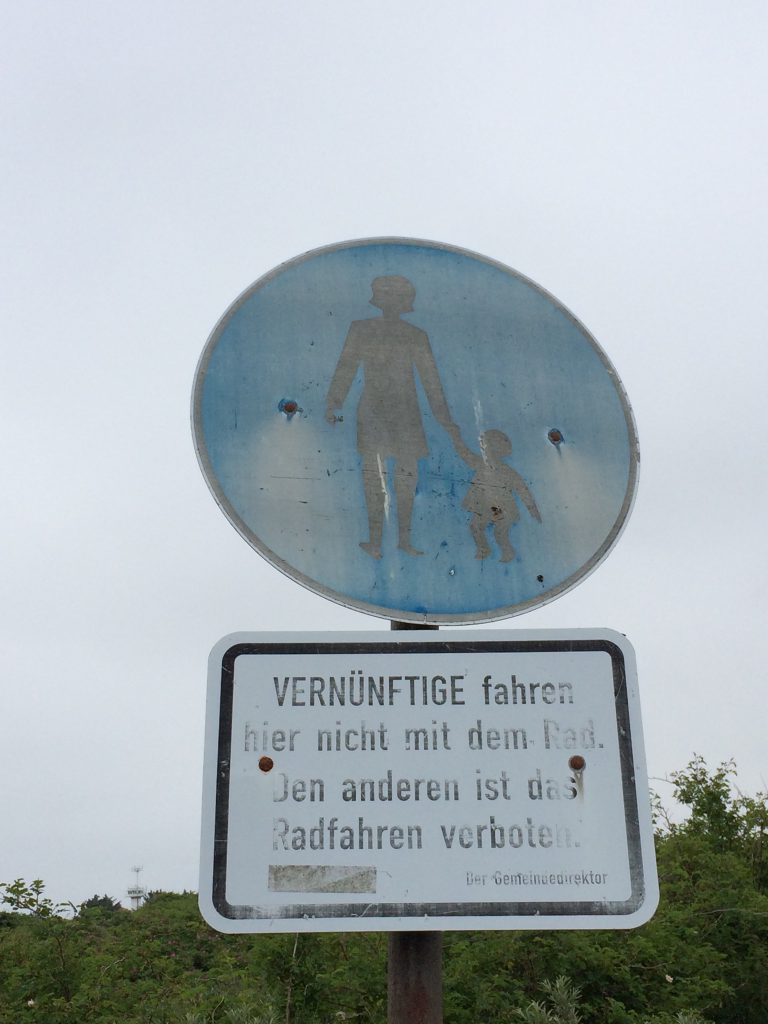 VERNÜNFTIGE fahren
hier nicht mit dem Rad.
Den anderen ist das
Radfahren verboten.
Der Gemeindedirektor